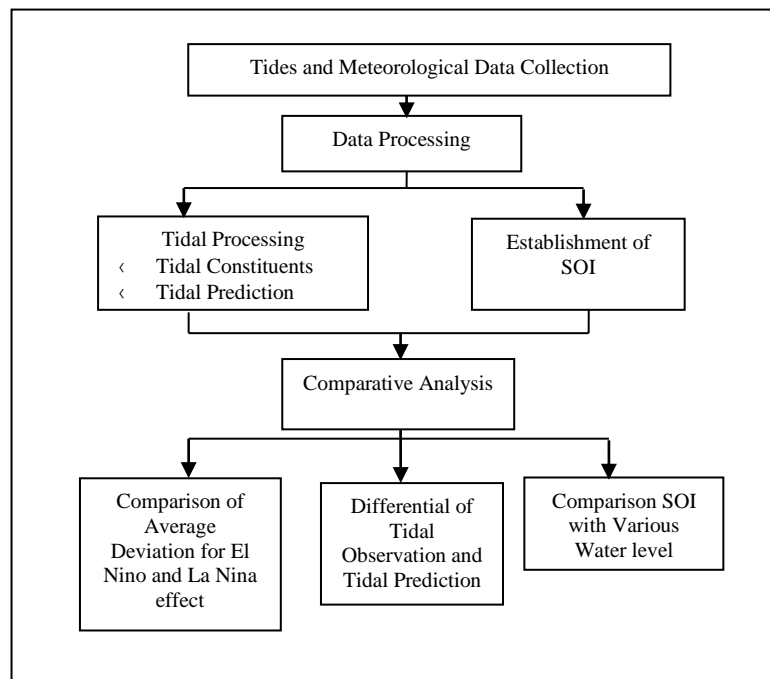 Tides and Meteorological Data Collection
Data Processing
Tidal Processing
‹ Tidal Constituents
‹ Tidal Prediction
Establishment of
SOI
Comparative Analysis
Comparison of
Average
Deviation for El
Nino and La Nina
effect
Differential of
Tidal
Observation and
Tidal Prediction
Comparison SOI
with Various
Water level